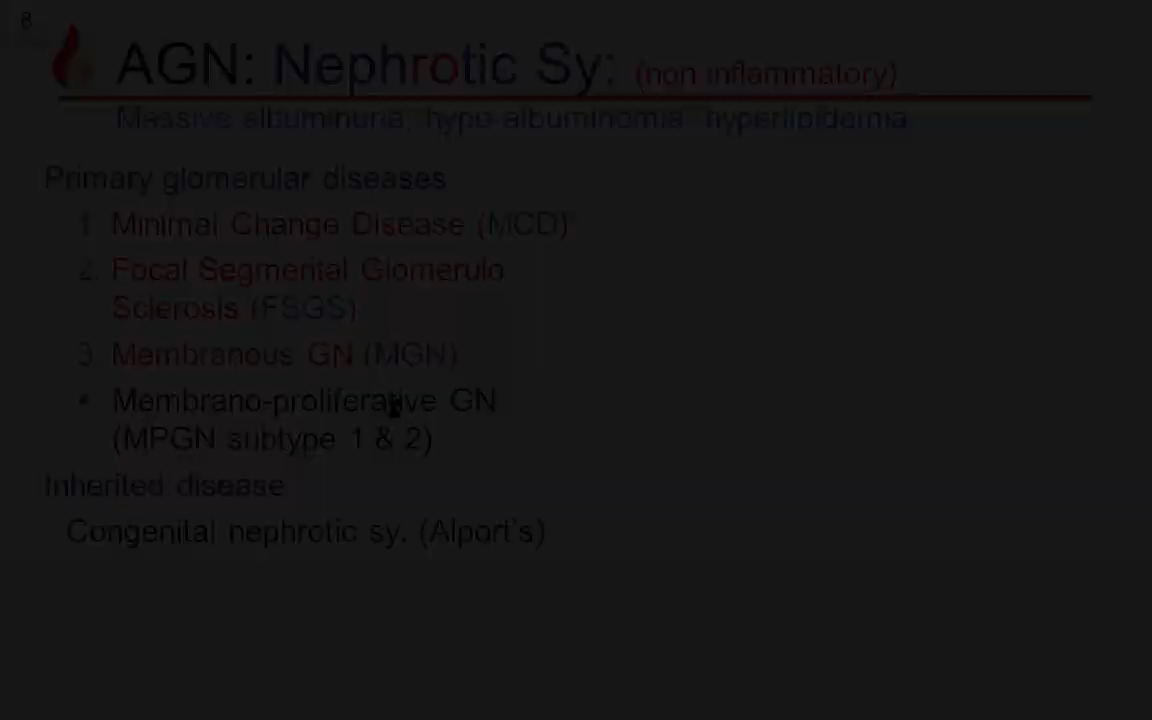 8
AGN: Nephrotic Sy: (non inflammatory)
Massive albuminuria, hypo-albuminemia, hyperlipidemia
Primary glomerular diseases
1. Minimal Change Disease (MCD)
2. Focal Segmental Glomerulo
Sclerosis (FSGS)
3. Membranous GN (MGN)
• Membrano-proliferative GN
(MPGN subtype 1 & 2)
Inherited disease
Congenital nephrotic sy. (Alport's)